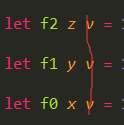 let f2 z v =
let f1 y v =
let f0 x v =